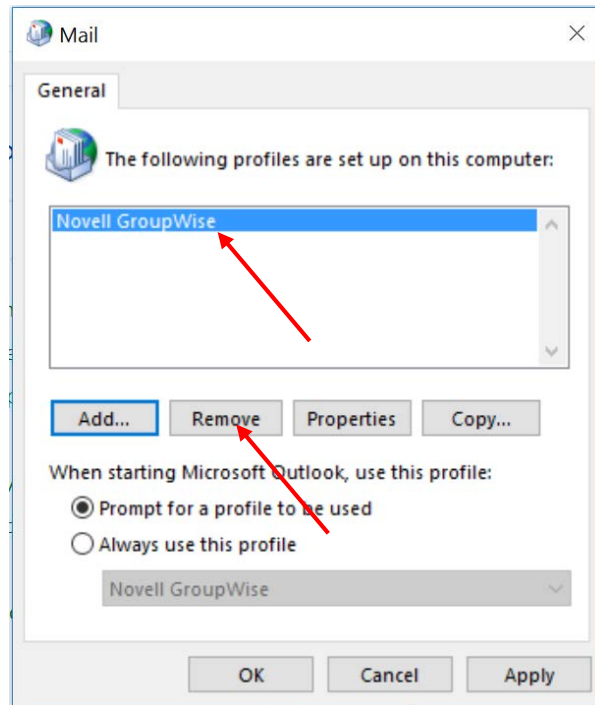 Mail
General
The following profiles are set up on this computer:
Novell GroupWise
Add... Remove Properties Copy...
When starting Microsoft Outlook, use this profile:
Prompt for a profile to be used
Always use this profile
Novell GroupWise
OK Cancel Apply